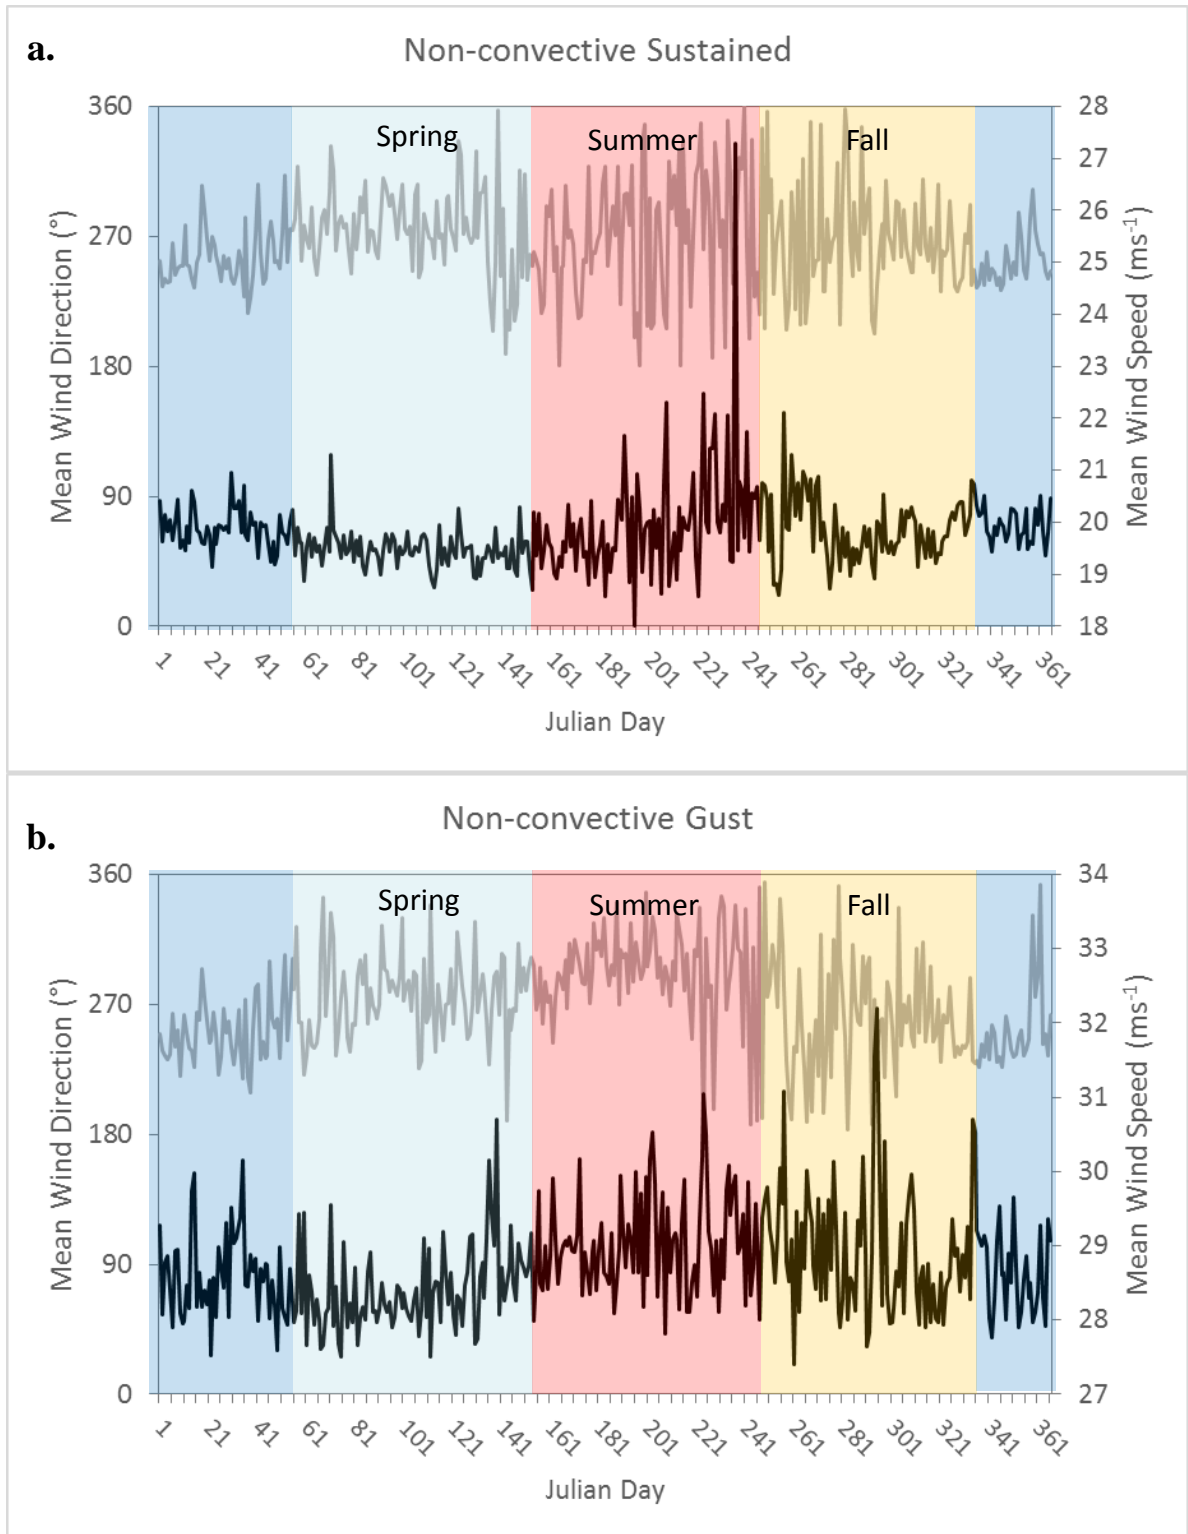 a.
Non-convective Sustained
Mean Wind Direction (°)
360
270
180
90
0
Spring
Summer
Fall
28
27
26
25
24
23
22
21
20
19
18
Mean Wind Speed (ms-1)
1 21 41 61 81 101 121 141 161 181 201 221 241 261 281 301 321 341 361
Julian Day
b.
Non-convective Gust
Mean Wind Direction (°)
360
270
180
90
0
Spring
Summer
Fall
34
33
32
31
30
29
28
27
Mean Wind Speed (ms-1)
1 21 41 61 81 101 121 141 161 181 201 221 241 261 281 301 321 341 361
Julian Day